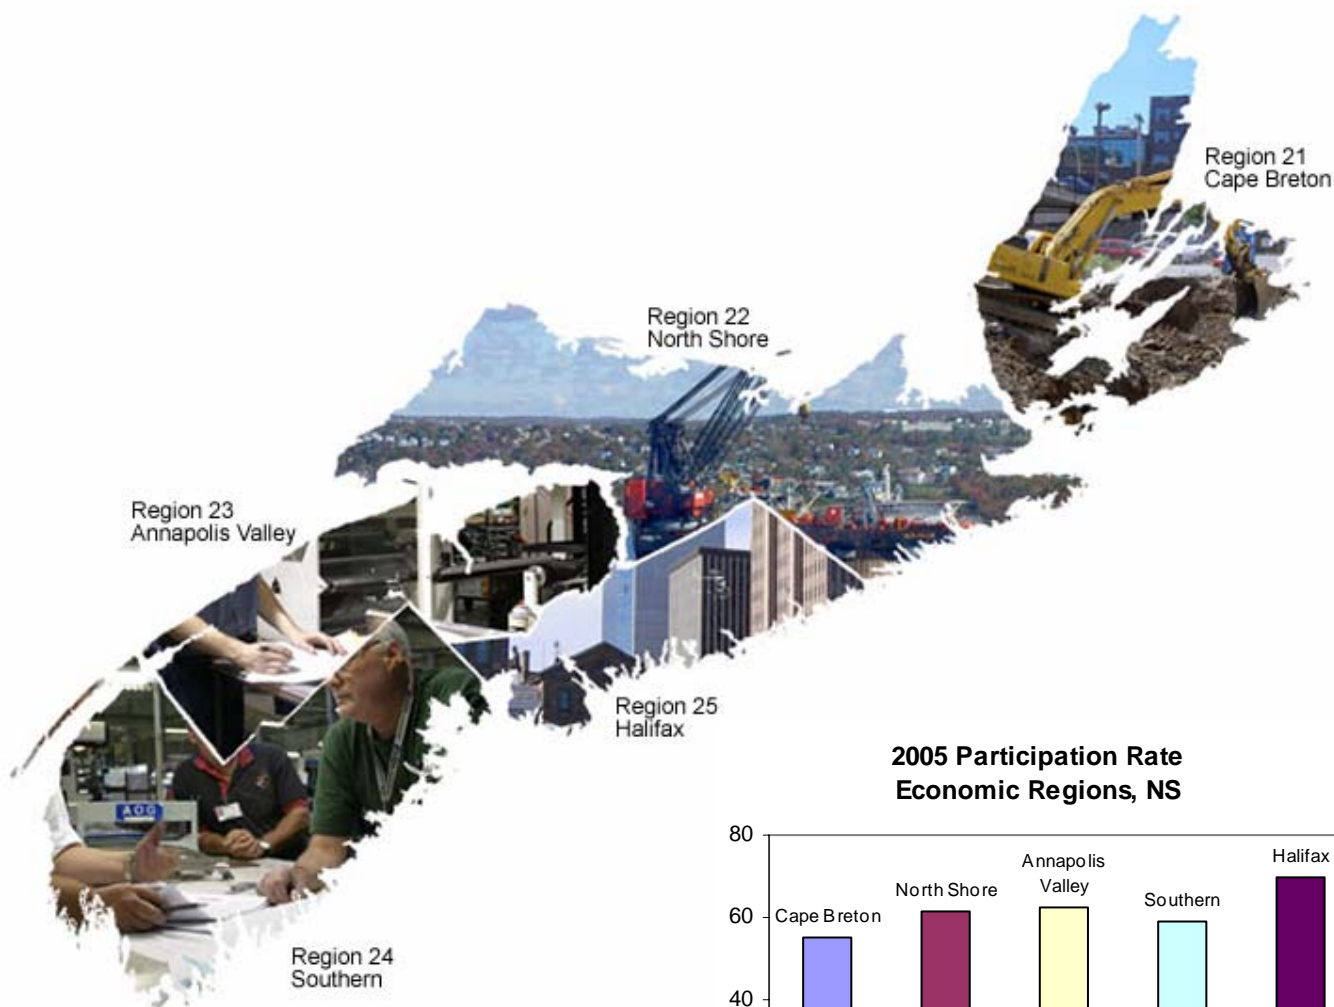 Region 21
Cape Breton
Region 22
North Shore
Region 23
Annapolis Valley
Region 25
Halifax
AOG
Region 24
Southern
2005 Participation Rate
Economic Regions, NS
80
60
40
Cape Breton
North Shore
Annapolis
Valley
Southern
Halifax